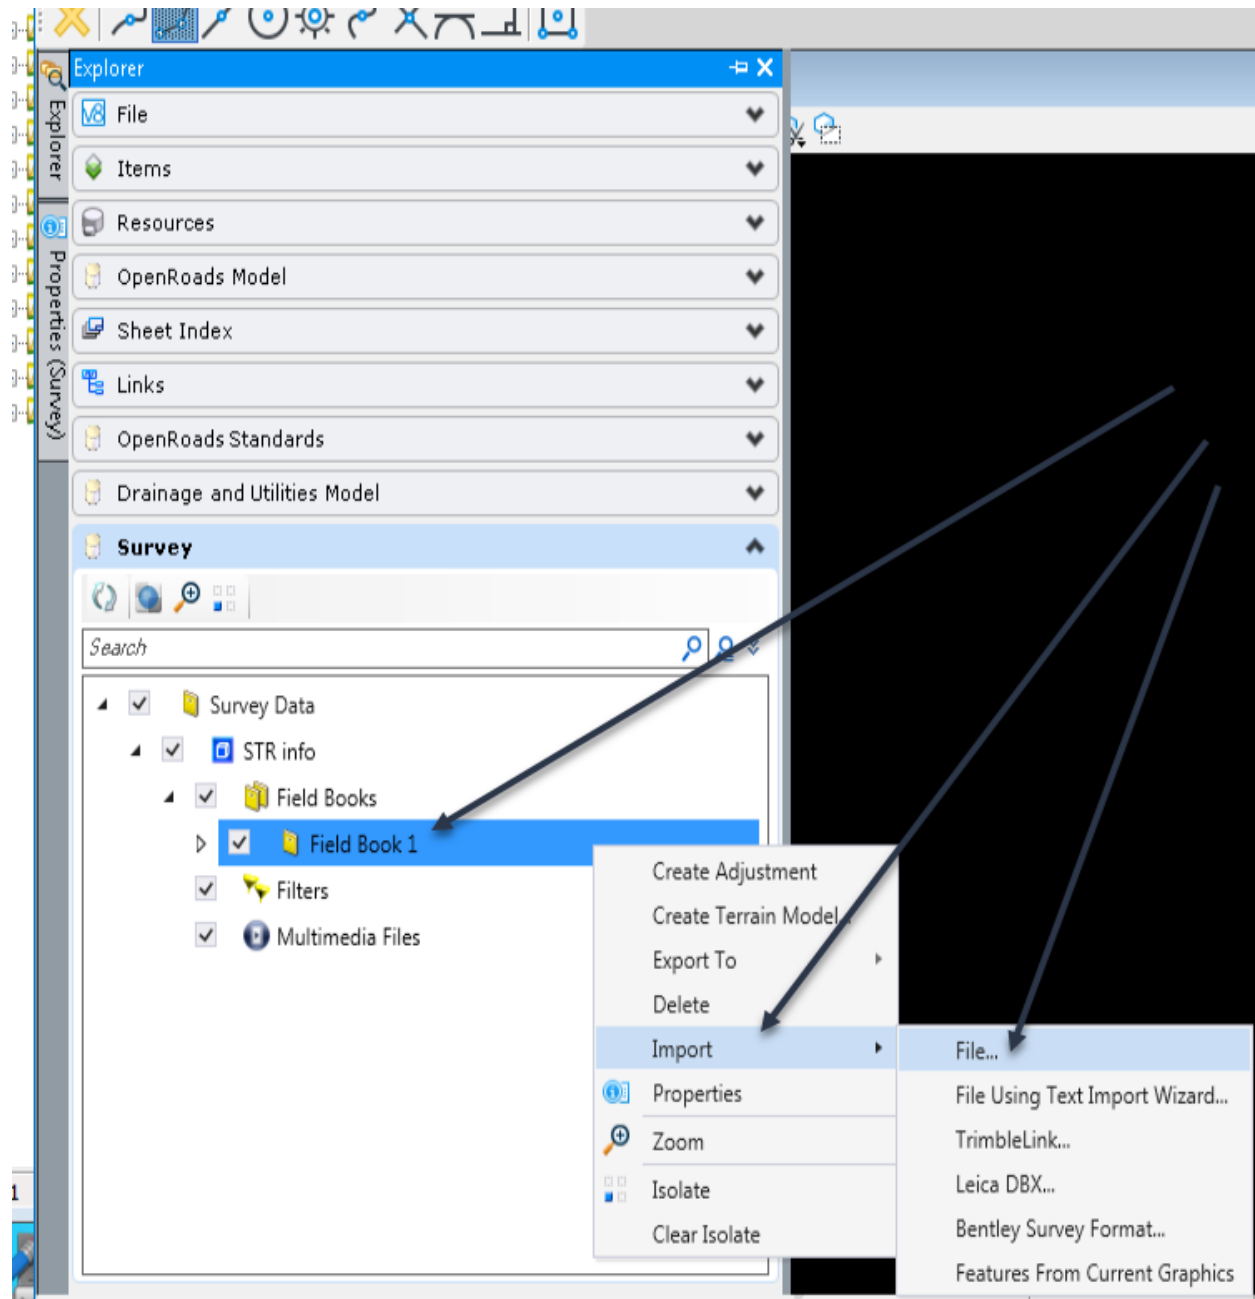 Explorer
Explorer
Properties (Survey)
File
Items
Resources
OpenRoads Model
Sheet Index
Links
OpenRoads Standards
Drainage and Utilities Model
Survey
Search
Survey Data
STR info
Field Books
Field Book 1
Filters
Multimedia Files
Create Adjustment
Create Terrain Model
Export To
Delete
Import
Properties
Zoom
Isolate
Clear Isolate
File...
File Using Text Import Wizard...
TrimbleLink...
Leica DBX...
Bentley Survey Format...
Features From Current Graphics
1